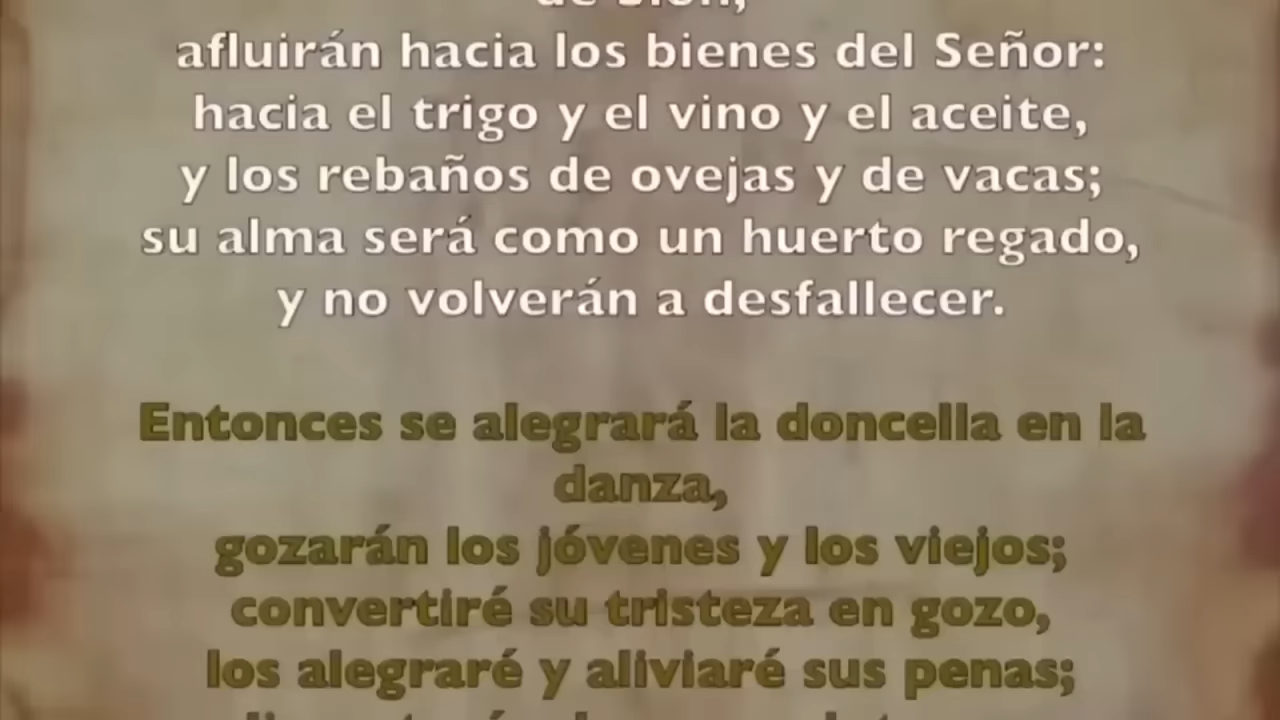 de Sión,
afluirán hacia los bienes del Señor:
hacia el trigo y el vino y el aceite,
y los rebaños de ovejas y de vacas;
su alma será como un huerto regado,
y no volverán a desfallecer.
Entonces se alegrará la doncella en la
danza,
gozarán los jóvenes y los viejos;
convertiré su tristeza en gozo,
los alegraré y aliviaré sus penas;